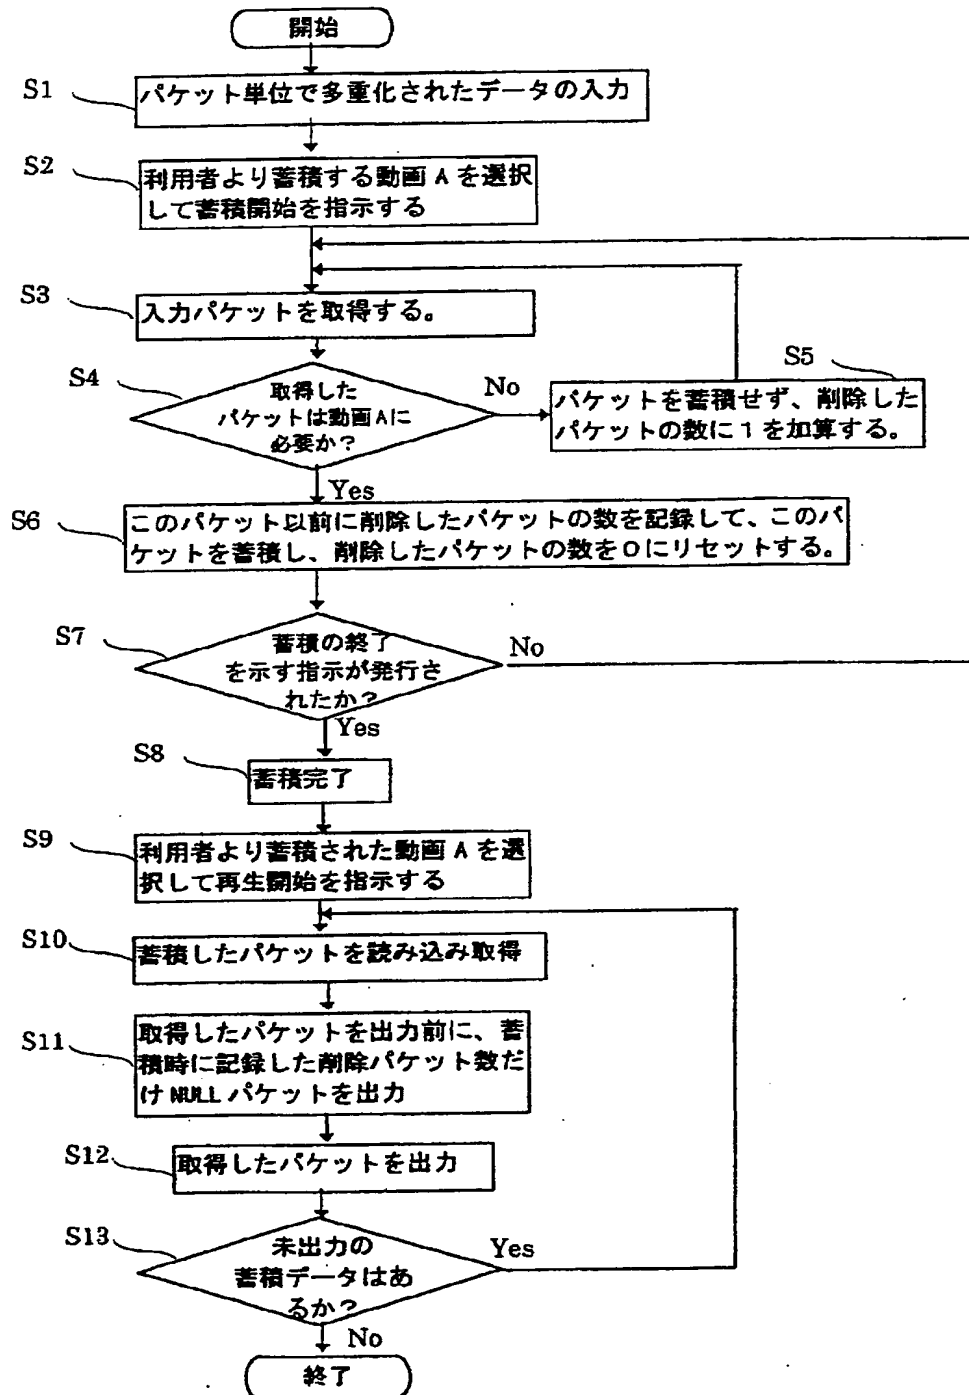 開始
S1
パケット単位で多重化されたデータの入力
S2
利用者より蓄積する動画 A を選択
して蓄積開始を指示する
S3
入力パケットを取得する。
S4
取得した
パケットは動画Aに
必要か?
No
S5
パケットを蓄積せず、削除した
パケットの数に1を加算する。
Yes
S6
このパケット以前に削除したパケットの数を記録して、このパ
ケットを蓄積し、削除したパケットの数を0にリセットする。
S7
蓄積の終了
を示す指示が発行さ
れたか?
No
Yes
S8
蓄積完了
S9
利用者より蓄積された動画 A を選
択して再生開始を指示する
S10
蓄積したパケットを読み込み取得
S11
取得したパケットを出力前に、蓄
積時に記録した削除パケット数だ
け NULL パケットを出力
S12
取得したパケットを出力
S13
未出力の
蓄積データはあ
るか?
Yes
No
終了